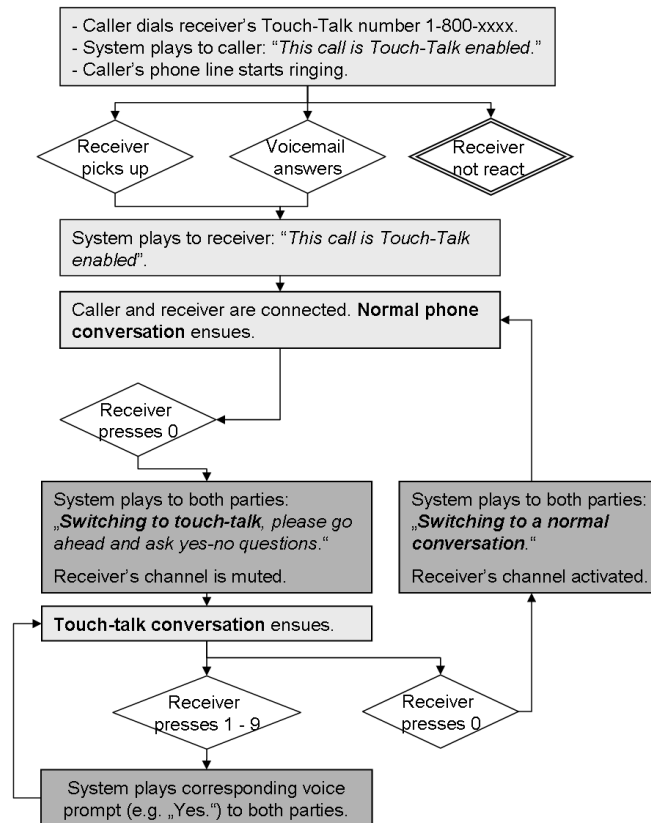 - Caller dials receiver's Touch-Talk number 1-800-xxxx.
- System plays to caller: “This call is Touch-Talk enabled.”
- Caller's phone line starts ringing.
Receiver
picks up
Voicemail
answers
Receiver
not react
System plays to receiver: “This call is Touch-Talk
enabled”.
Caller and receiver are connected. Normal phone
conversation ensues.
Receiver
presses 0
System plays to both parties:
„Switching to touch-talk, please go
ahead and ask yes-no questions.“
Receiver's channel is muted.
System plays to both parties:
„Switching to a normal
conversation.“
Receiver's channel activated.
Touch-talk conversation ensues.
Receiver
presses 1 - 9
Receiver
presses 0
System plays corresponding voice
prompt (e.g. „Yes.“) to both parties.